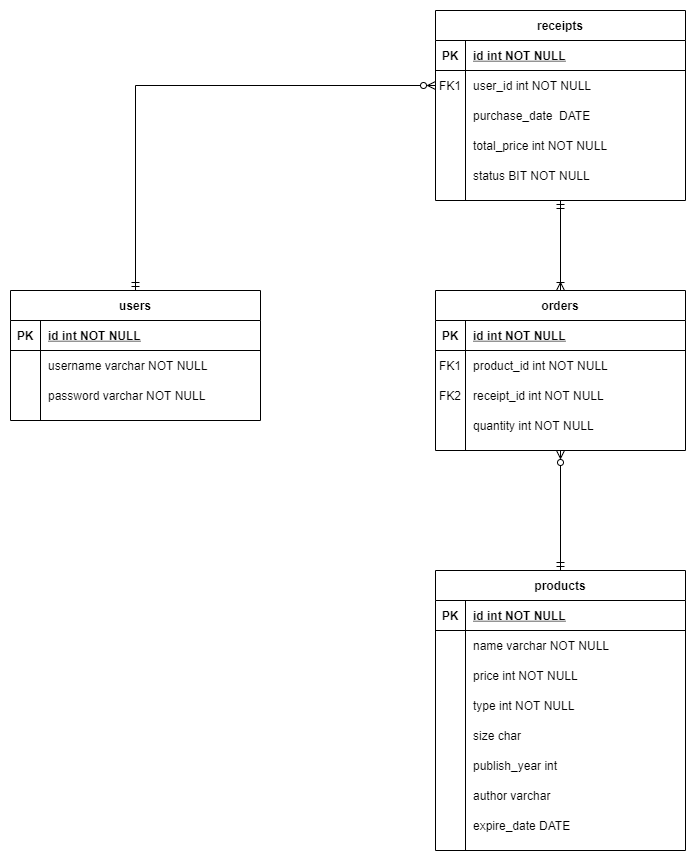 receipts
PK id int NOT NULL
FK1 user_id int NOT NULL
purchase_date  DATE
total_price int NOT NULL
status BIT NOT NULL
users
PK id int NOT NULL
username varchar NOT NULL
password varchar NOT NULL
orders
PK id int NOT NULL
FK1 product_id int NOT NULL
FK2 receipt_id int NOT NULL
quantity int NOT NULL
products
PK id int NOT NULL
name varchar NOT NULL
price int NOT NULL
type int NOT NULL
size char
publish_year int
author varchar
expire_date DATE